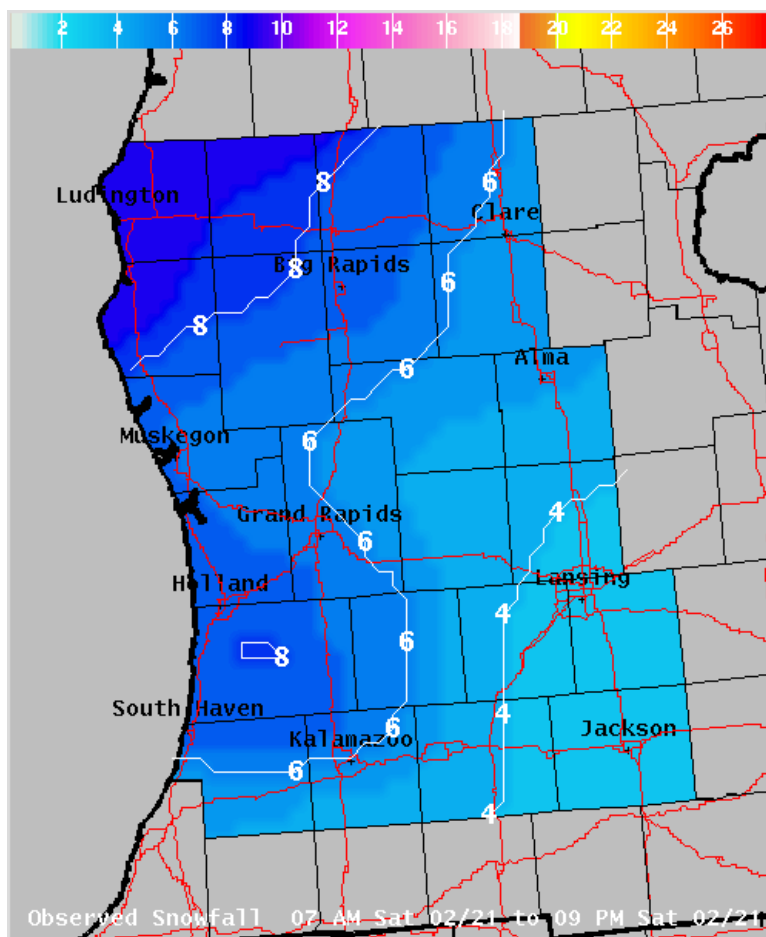 2 4 6 8 10 12 14 16 18 20 22 24 26
Ludington
8
6
Clare
8
Big Rapids
6
8
6
Alma
Muskegon
6
4
Grand Rapids
6
Holland
Lansing
4
6
8
South Haven
4
6
Kalamazoo
Jackson
6
4
Observed Snowfall 07 AM Sat 02/21 to 09 PM Sat 02/21